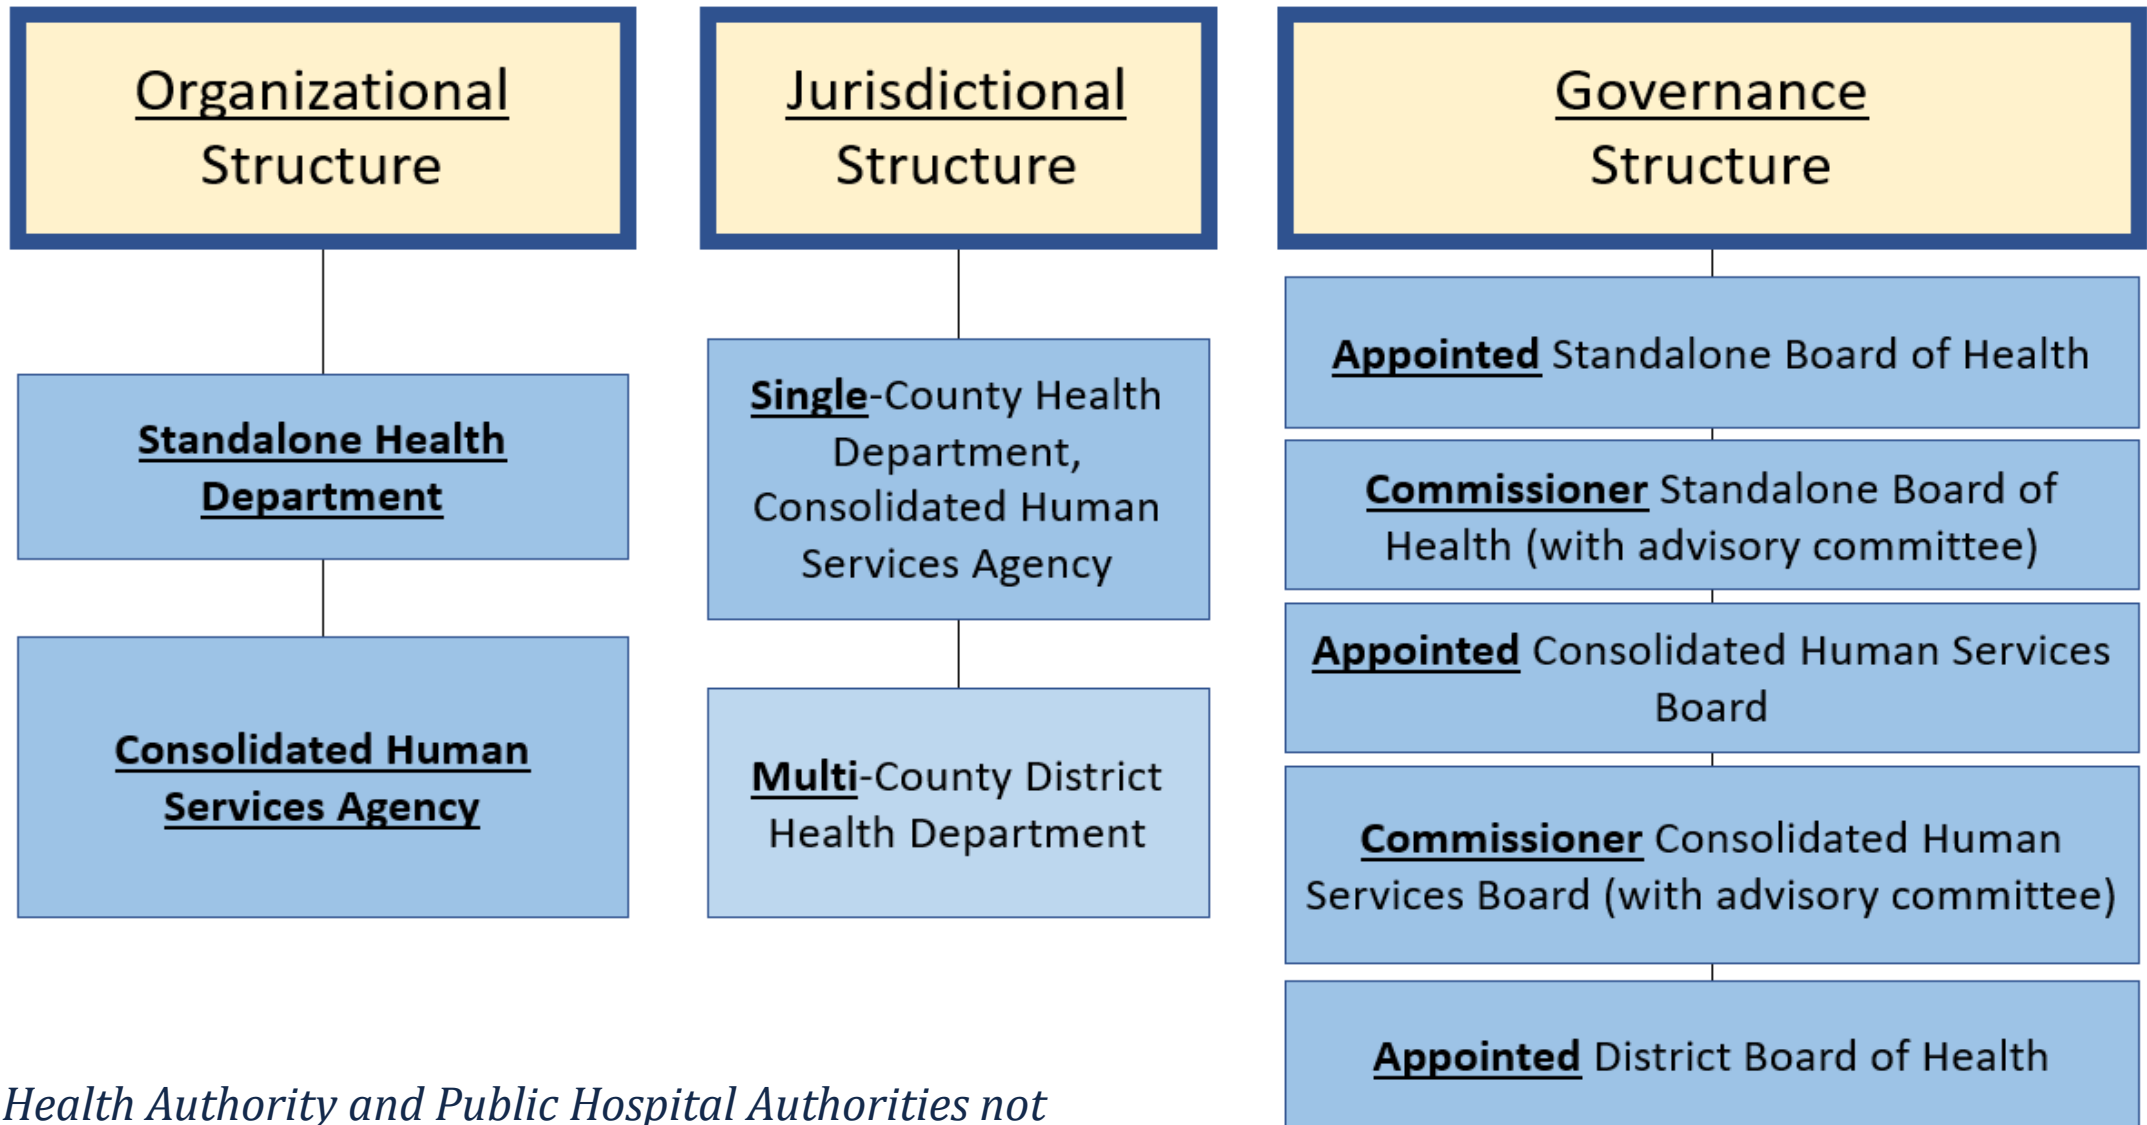 Organizational
Structure
Standalone Health
Department
Consolidated Human
Services Agency
Jurisdictional
Structure
Single-County Health
Department,
Consolidated Human
Services Agency
Multi-County District
Health Department
Governance
Structure
Appointed Standalone Board of Health
Commissioner Standalone Board of
Health (with advisory committee)
Appointed Consolidated Human Services
Board
Commissioner Consolidated Human
Services Board (with advisory committee)
Appointed District Board of Health
Health Authority and Public Hospital Authorities not